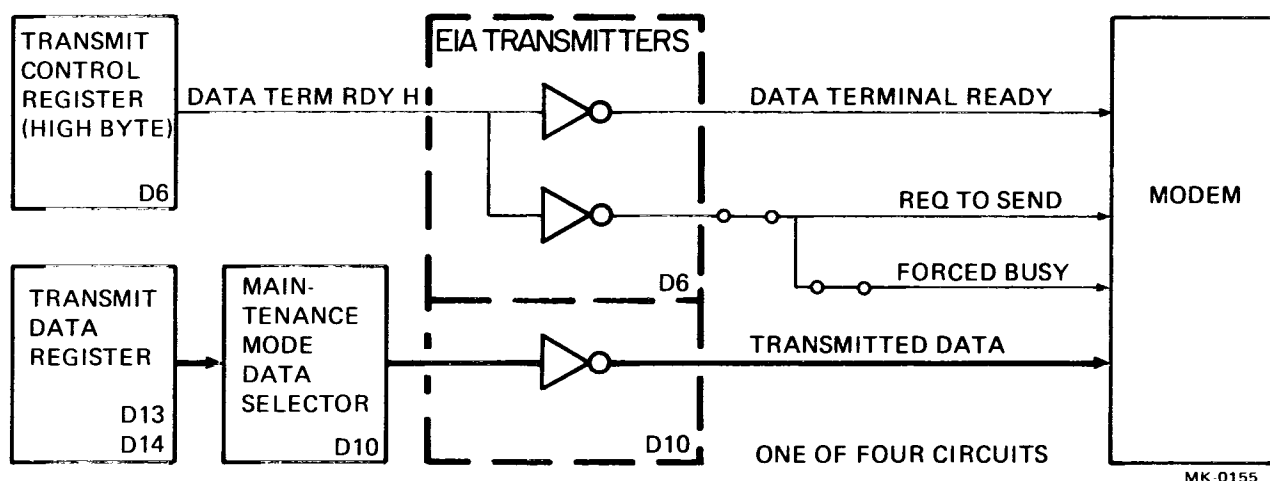 TRANSMIT
CONTROL
REGISTER
(HIGH BYTE)
D6
DATA TERM RDY H
EIA TRANSMITTERS
DATA TERMINAL READY
REQ TO SEND
FORCED BUSY
D6
MODEM
TRANSMIT
DATA
REGISTER
D13
D14
MAIN-
TENANCE
MODE
DATA
SELECTOR
D10
TRANSMITTED DATA
D10
ONE OF FOUR CIRCUITS
MK-0155